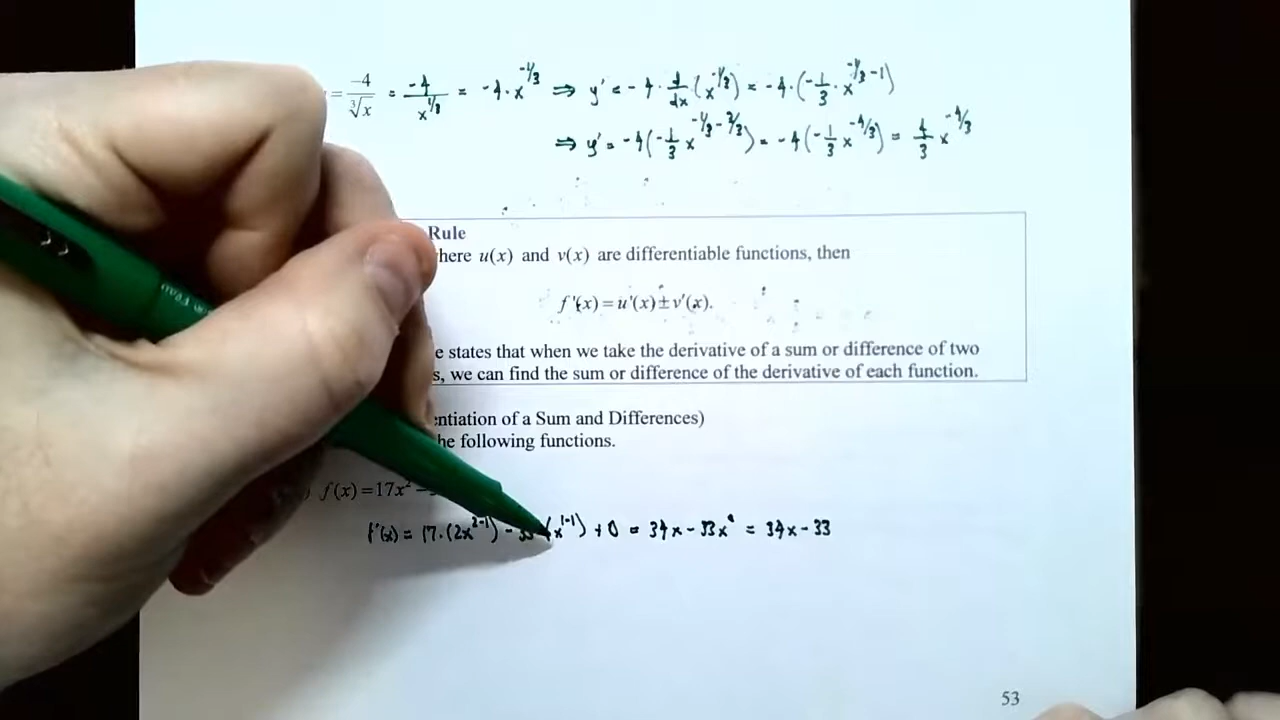 = -4/∛x = -4/x^{1/3} = -4·x^{-1/3} ⇒ y' = -4·d/dx(x^{-1/3}) = -4·(-1/3·x^{-1/3-1})
⇒ y' = -4(-1/3 x^{-1/3-3/3}) = -4(-1/3 x^{-4/3}) = 4/3 x^{-4/3}
Rule
here u(x) and v(x) are differentiable functions, then
f'(x)=u'(x)±v'(x).
e states that when we take the derivative of a sum or difference of two
s, we can find the sum or difference of the derivative of each function.
entiation of a Sum and Differences)
he following functions.
) f(x)=17x² –
f'(x) = 17·(2x^{2-1}) - 33(x^{1-1}) + 0 = 34x - 33x⁰ = 34x - 33
53